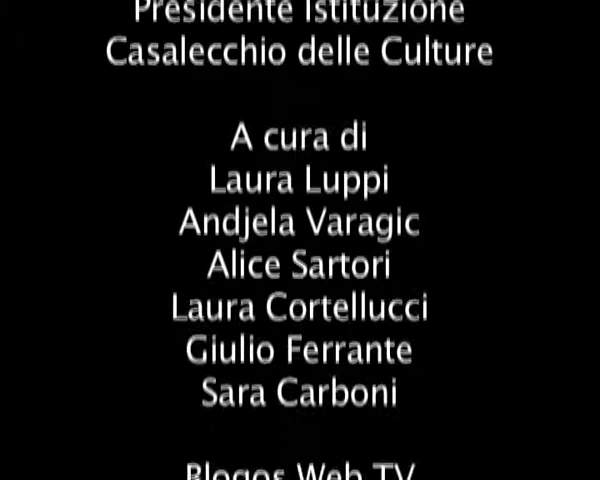 Presidente Istituzione
Casalecchio delle Culture
A cura di
Laura Luppi
Andjela Varagic
Alice Sartori
Laura Cortellucci
Giulio Ferrante
Sara Carboni
Blogos Web TV